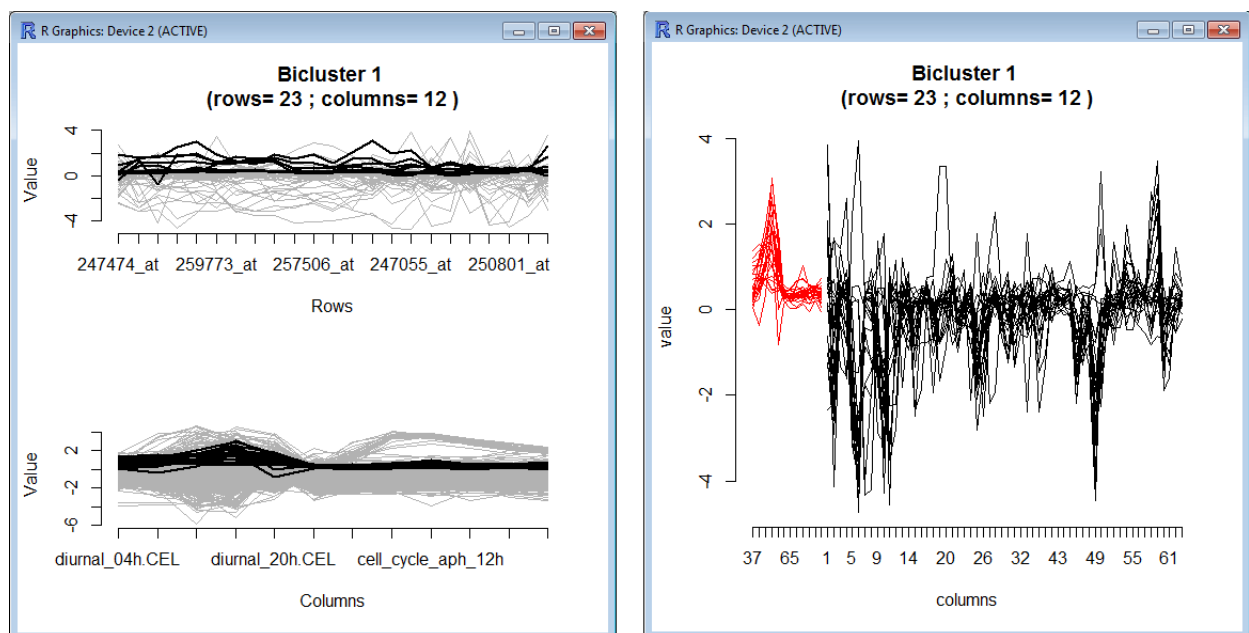 R Graphics: Device 2 (ACTIVE)
Bicluster 1
(rows= 23 ; columns= 12 )
Value
4
0
-4
247474_at 259773_at 257506_at 247055_at 250801_at
Rows
Value
2
-2
-6
diurnal_04h.CEL diurnal_20h.CEL cell_cycle_aph_12h
Columns
R Graphics: Device 2 (ACTIVE)
Bicluster 1
(rows= 23 ; columns= 12 )
value
4
2
0
-2
-4
37 65 1 5 9 14 20 26 32 43 49 55 61
columns